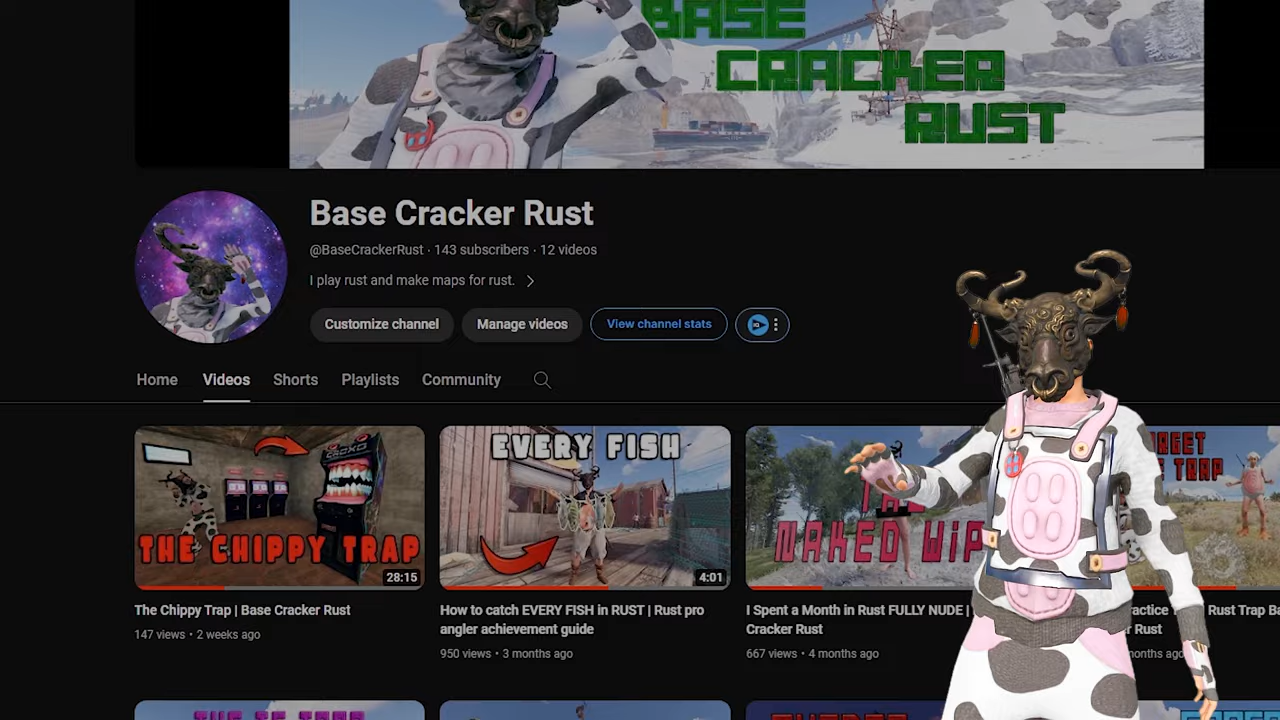 BASE
CRACKER
RUST
Base Cracker Rust
@BaseCrackerRust · 143 subscribers · 12 videos
I play rust and make maps for rust.
Customize channel
Manage videos
View channel stats
Home
Videos
Shorts
Playlists
Community
THE CHIPPY TRAP
28:15
EVERY FISH
4:01
NAKED WIP
TRAP
The Chippy Trap | Base Cracker Rust
147 views • 2 weeks ago
How to catch EVERY FISH in RUST | Rust pro
angler achievement guide
950 views • 3 months ago
I Spent a Month in Rust FULLY NUDE |
Cracker Rust
667 views • 4 months ago
Rust Trap Ba
Rust
ago